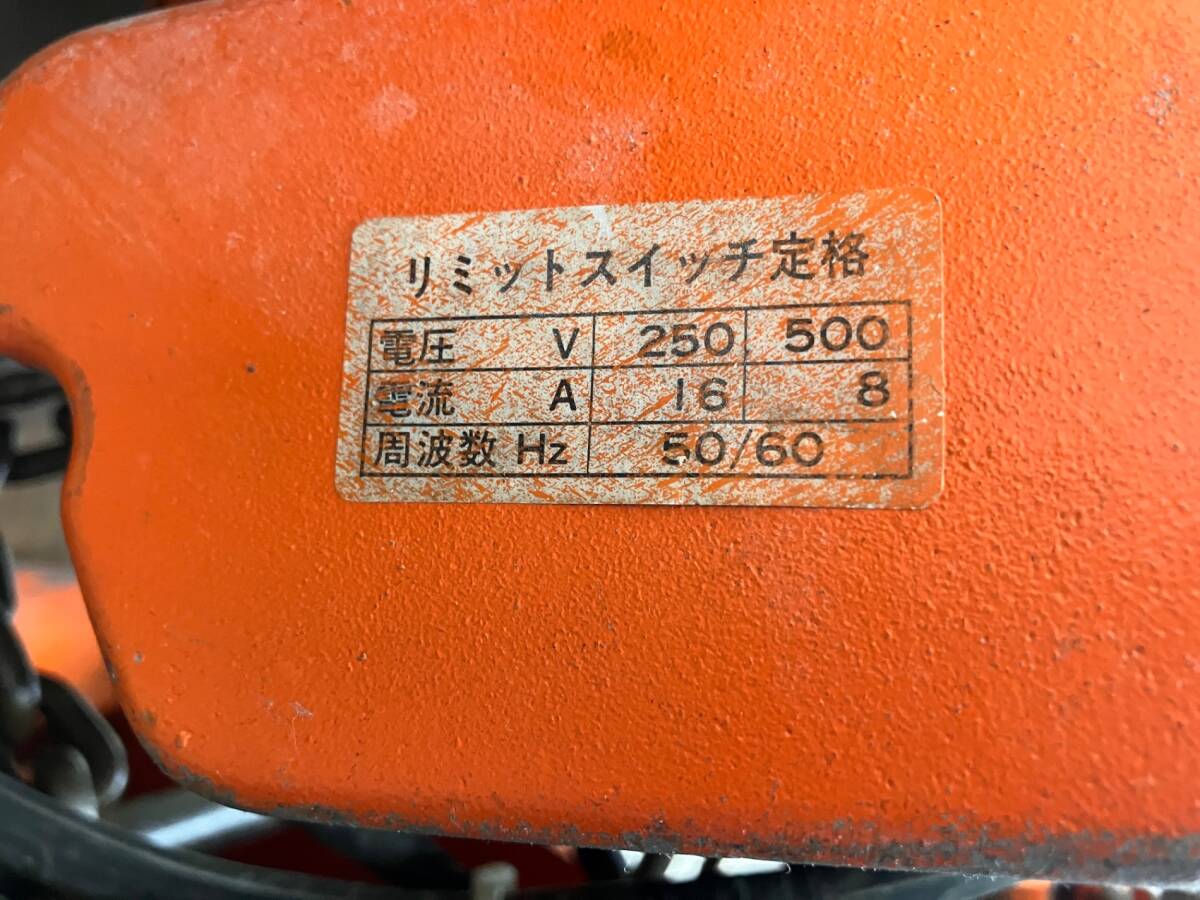 リミットスイッチ定格
電圧 V 250 500
電流 A 16 8
周波数 Hz 50/60